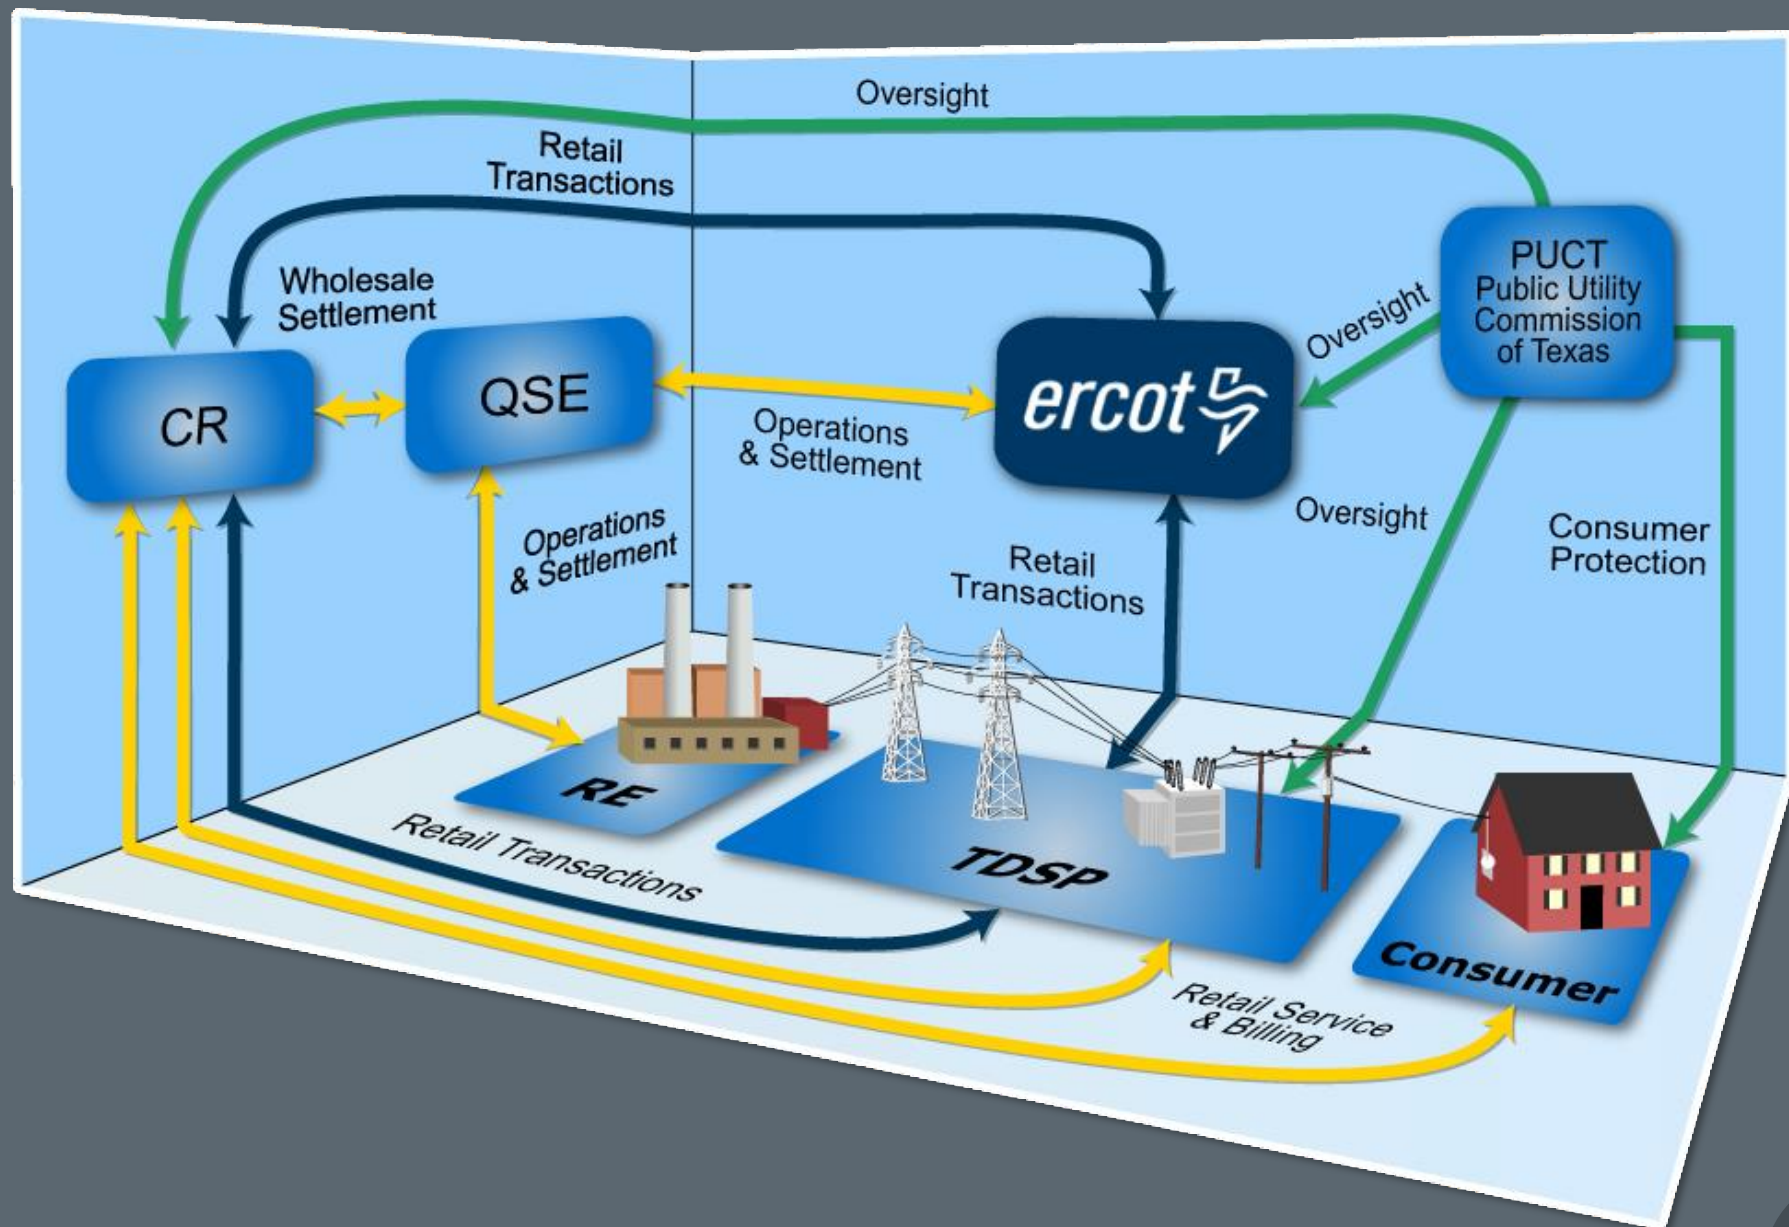 Oversight
Retail
Transactions
Wholesale
Settlement
PUCT
Public Utility
Commission
of Texas
Oversight
CR
QSE
ercot
Operations
& Settlement
Operations
& Settlement
Oversight
Consumer
Protection
Retail
Transactions
RE
Retail Transactions
TDSP
Consumer
Retail Service
& Billing